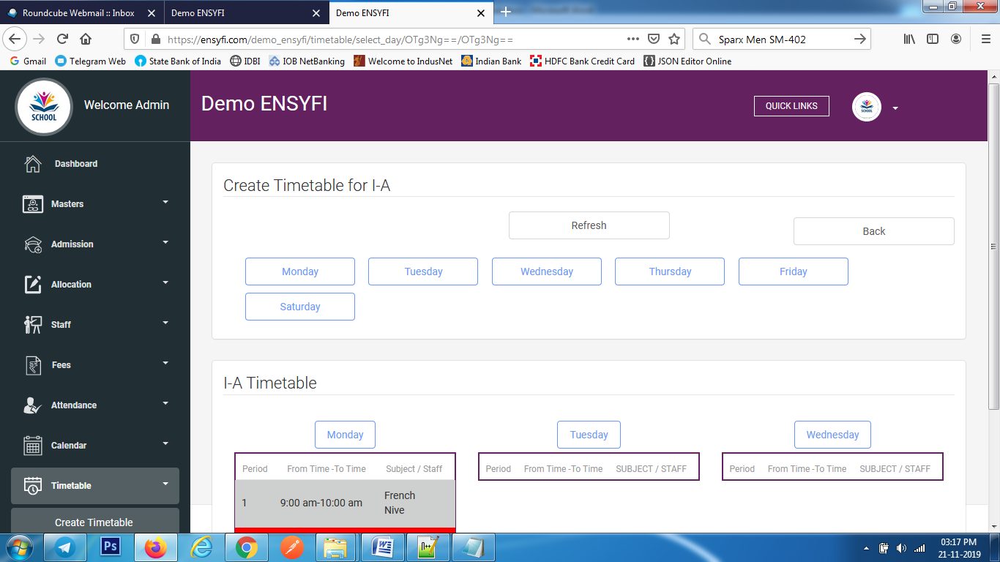 Roundcube Webmail :: Inbox
Demo ENSYFI
Demo ENSYFI
https://ensyfi.com/demo_ensyfi/timetable/select_day/OTg3Ng==/OTg3Ng==
Sparx Men SM-402
Gmail
Telegram Web
State Bank of India
IDBI
IOB NetBanking
Welcome to IndusNet
Indian Bank
HDFC Bank Credit Card
JSON Editor Online
SCHOOL
Welcome Admin
Demo ENSYFI
QUICK LINKS
SCHOOL
Dashboard
Masters
Admission
Allocation
Staff
Fees
Attendance
Calendar
Timetable
Create Timetable
Create Timetable for I-A
Refresh
Back
Monday
Tuesday
Wednesday
Thursday
Friday
Saturday
I-A Timetable
Monday
Period From Time -To Time Subject / Staff
1 9:00 am-10:00 am French
Nive
Tuesday
Period From Time -To Time SUBJECT / STAFF
Wednesday
Period From Time -To Time SUBJECT / STAFF
Ps
W
n++
03:17 PM
21-11-2019